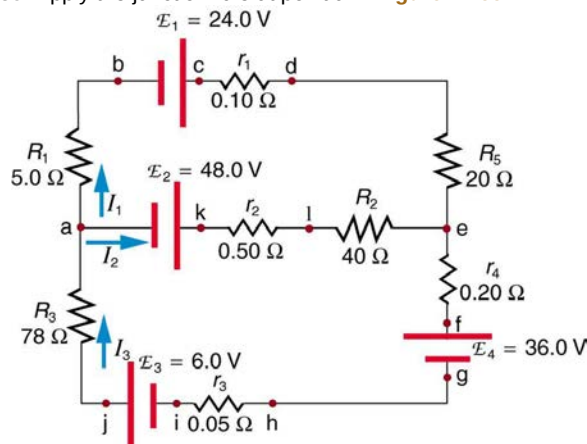 ℰ1 = 24.0 V
b
c
r1
d
0.10 Ω
R1
5.0 Ω
ℰ2 = 48.0 V
R5
20 Ω
I1
a
k
r2
l
R2
e
I2
0.50 Ω
40 Ω
r4
0.20 Ω
R3
78 Ω
f
I3
ℰ3 = 6.0 V
ℰ4 = 36.0 V
r3
g
j
i
0.05 Ω
h